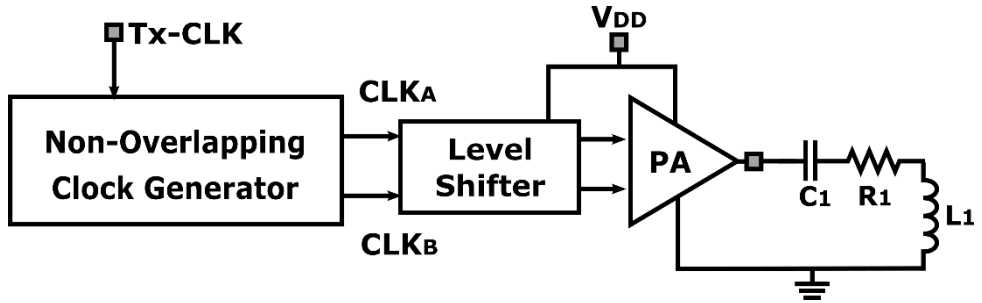 Tx-CLK
VDD
Non-Overlapping
Clock Generator
CLKA
CLKB
Level
Shifter
PA
C1
R1
L1